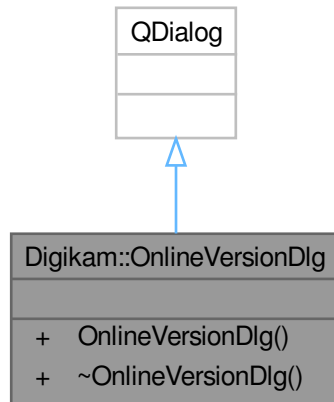 QDialog
Digikam::OnlineVersionDlg
+ OnlineVersionDlg()
+ ~OnlineVersionDlg()